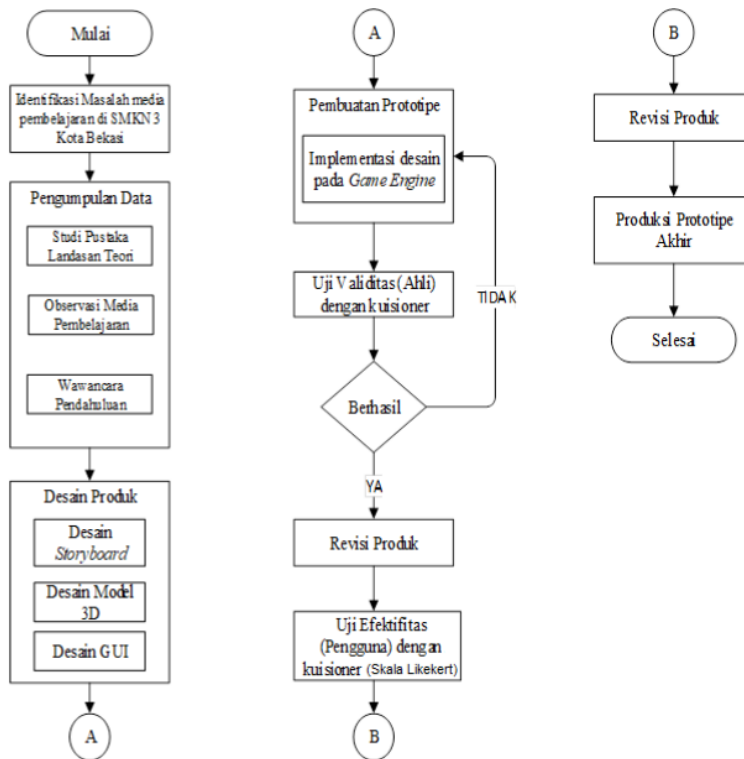 Mulai
Identifikasi Masalah media
pembelajaran di SMKN 3
Kota Bekasi
Pengumpulan Data
Studi Pustaka
Landasan Teori
Observasi Media
Pembelajaran
Wawancara
Pendahuluan
Desain Produk
Desain
Storyboard
Desain Model
3D
Desain GUI
A
A
Pembuatan Prototipe
Implementasi desain
pada Game Engine
Uji Validitas (Ahli)
dengan kuisioner
TIDAK
Berhasil
YA
Revisi Produk
Uji Efektifitas
(Pengguna) dengan
kuisioner (Skala Likekert)
B
B
Revisi Produk
Produksi Prototipe
Akhir
Selesai